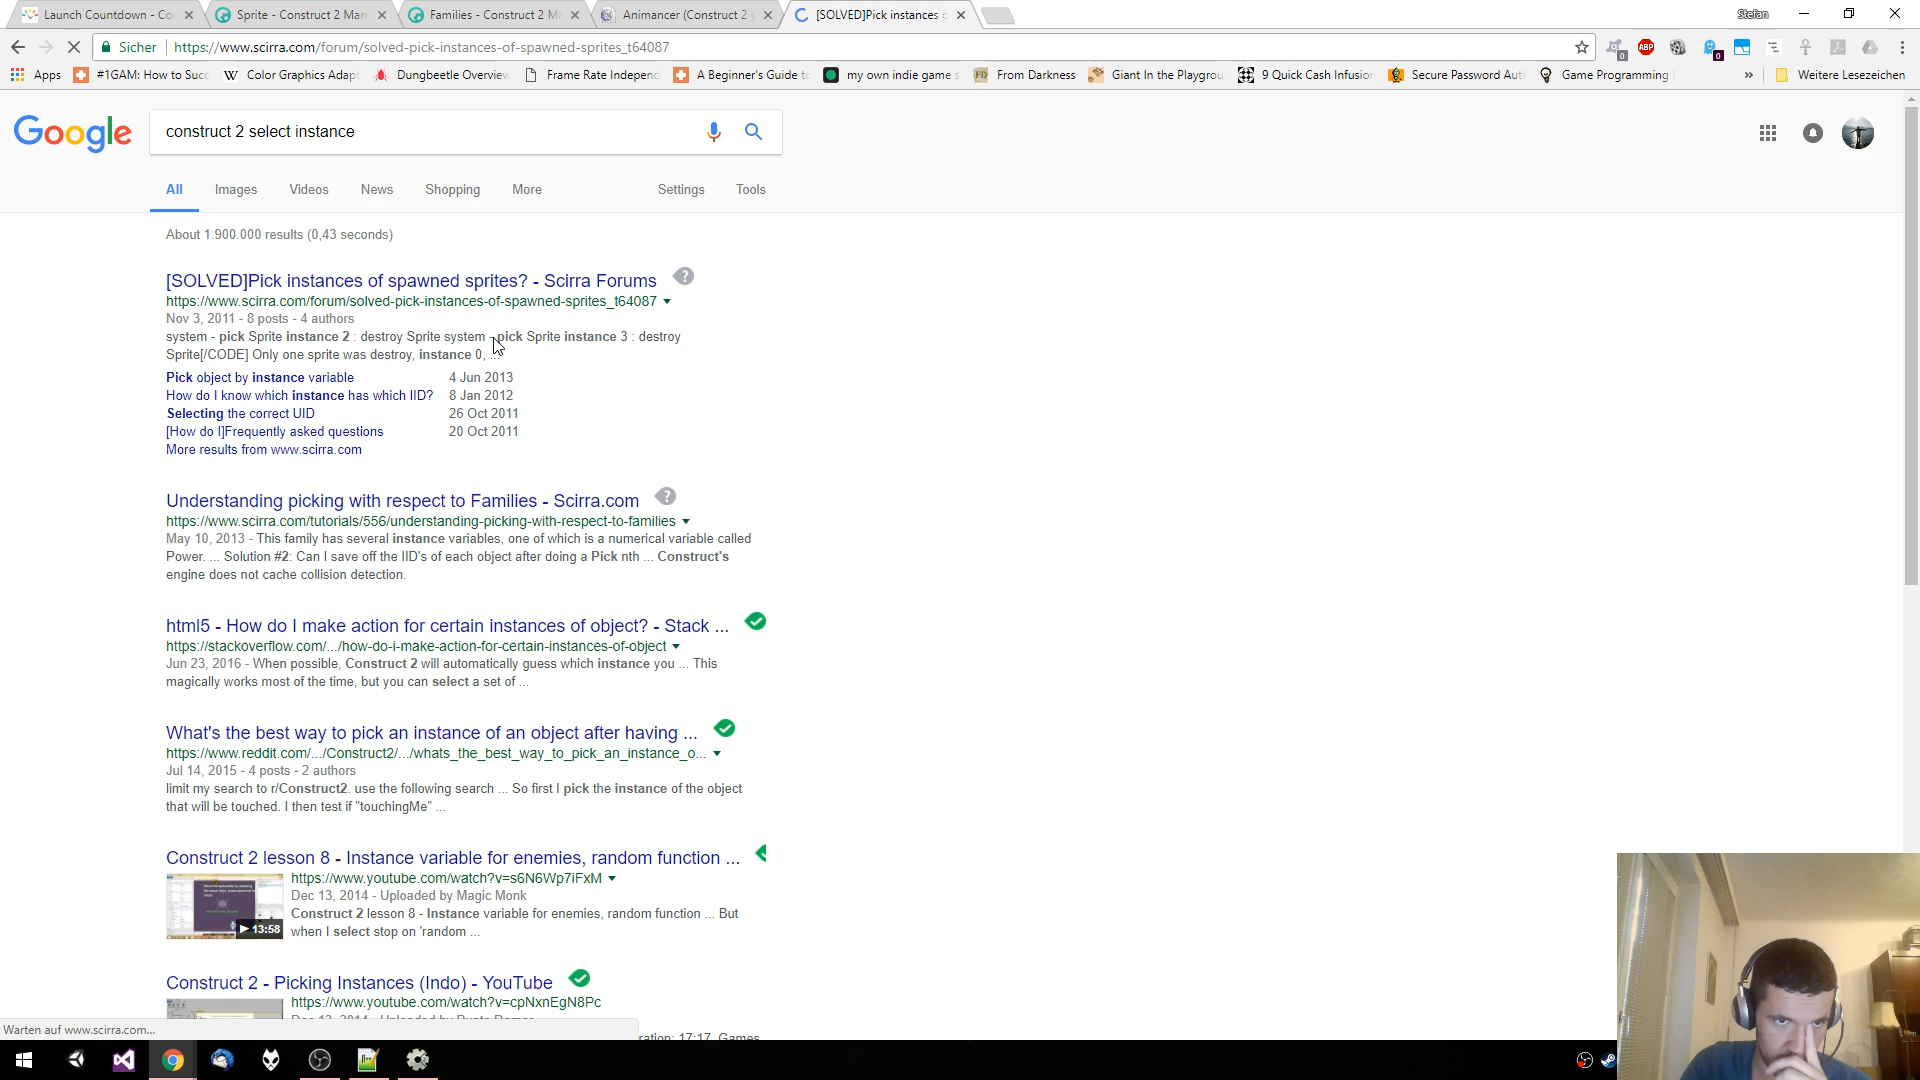 Launch Countdown - Co
Sprite - Construct 2 Man
Families - Construct 2 M
Animancer (Construct 2 p
[SOLVED]Pick instances c
Stefan
Sicher
https://www.scirra.com/forum/solved-pick-instances-of-spawned-sprites_t64087
Apps
#1GAM: How to Succ
Color Graphics Adapt
Dungbeetle Overview
Frame Rate Independ
A Beginner's Guide to
my own indie game s
From Darkness
Giant In the Playgrou
9 Quick Cash Infusion
Secure Password Aut
Game Programming
»
Weitere Lesezeichen
Google
construct 2 select instance
All
Images
Videos
News
Shopping
More
Settings
Tools
About 1.900.000 results (0,43 seconds)
[SOLVED]Pick instances of spawned sprites? - Scirra Forums
https://www.scirra.com/forum/solved-pick-instances-of-spawned-sprites_t64087
Nov 3, 2011 - 8 posts - 4 authors
system - pick Sprite instance 2 : destroy Sprite system - pick Sprite instance 3 : destroy
Sprite[/CODE] Only one sprite was destroy, instance 0, ...
Pick object by instance variable 4 Jun 2013
How do I know which instance has which IID? 8 Jan 2012
Selecting the correct UID 26 Oct 2011
[How do I]Frequently asked questions 20 Oct 2011
More results from www.scirra.com
Understanding picking with respect to Families - Scirra.com
https://www.scirra.com/tutorials/556/understanding-picking-with-respect-to-families
May 10, 2013 - This family has several instance variables, one of which is a numerical variable called
Power. ... Solution #2: Can I save off the IID's of each object after doing a Pick nth ... Construct's
engine does not cache collision detection.
html5 - How do I make action for certain instances of object? - Stack ...
https://stackoverflow.com/.../how-do-i-make-action-for-certain-instances-of-object
Jun 23, 2016 - When possible, Construct 2 will automatically guess which instance you ... This
magically works most of the time, but you can select a set of ...
What's the best way to pick an instance of an object after having ...
https://www.reddit.com/.../Construct2/.../whats_the_best_way_to_pick_an_instance_o...
Jul 14, 2015 - 4 posts - 2 authors
limit my search to r/Construct2. use the following search ... So first I pick the instance of the object
that will be touched. I then test if "touchingMe" ...
Construct 2 lesson 8 - Instance variable for enemies, random function ...
https://www.youtube.com/watch?v=s6N6Wp7iFxM
Dec 13, 2014 - Uploaded by Magic Monk
Construct 2 lesson 8 - Instance variable for enemies, random function ... But
when I select stop on 'random ...
13:58
Construct 2 - Picking Instances (Indo) - YouTube
https://www.youtube.com/watch?v=cpNxnEgN8Pc
Warten auf www.scirra.com...